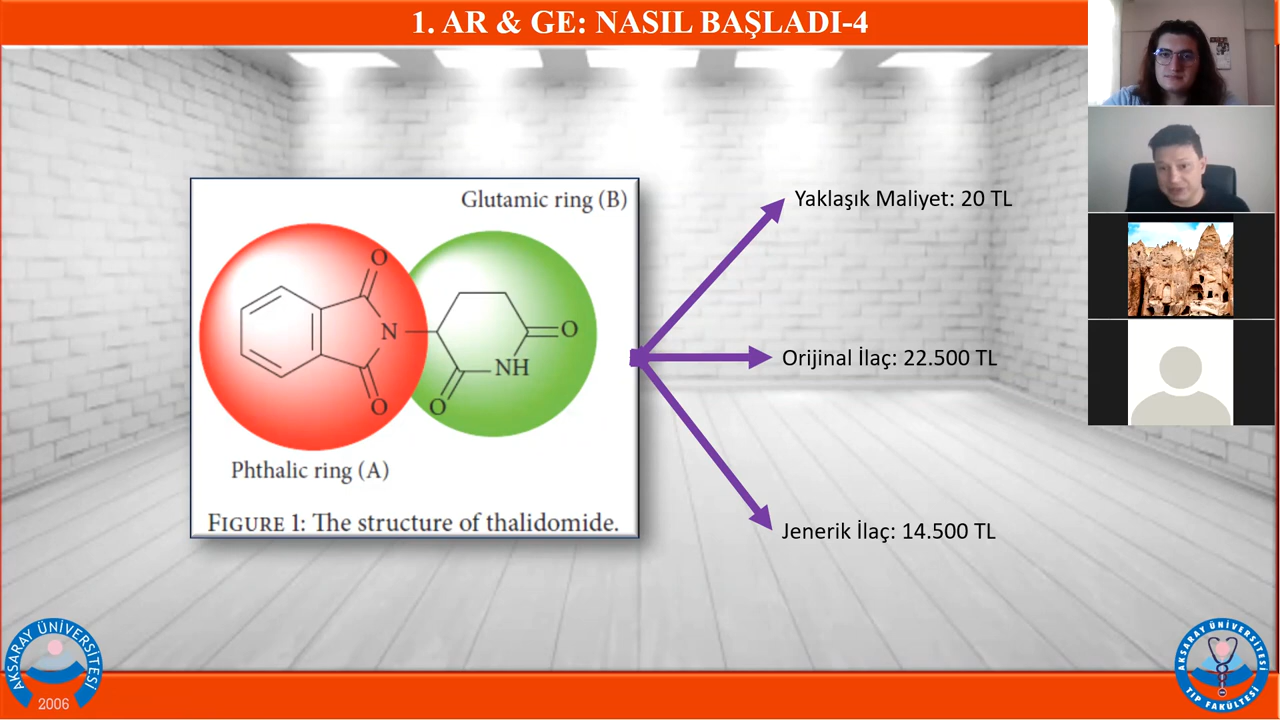 1. AR & GE: NASIL BAŞLADI-4
Glutamic ring (B)
O
N
O
O
NH
O
Phthalic ring (A)
FIGURE 1: The structure of thalidomide.
Yaklaşık Maliyet: 20 TL
Orijinal İlaç: 22.500 TL
Jenerik İlaç: 14.500 TL
AKSARAY ÜNİVERSİTESİ
2006
AKSARAY ÜNİVERSİTESİ
TIP FAKÜLTESİ